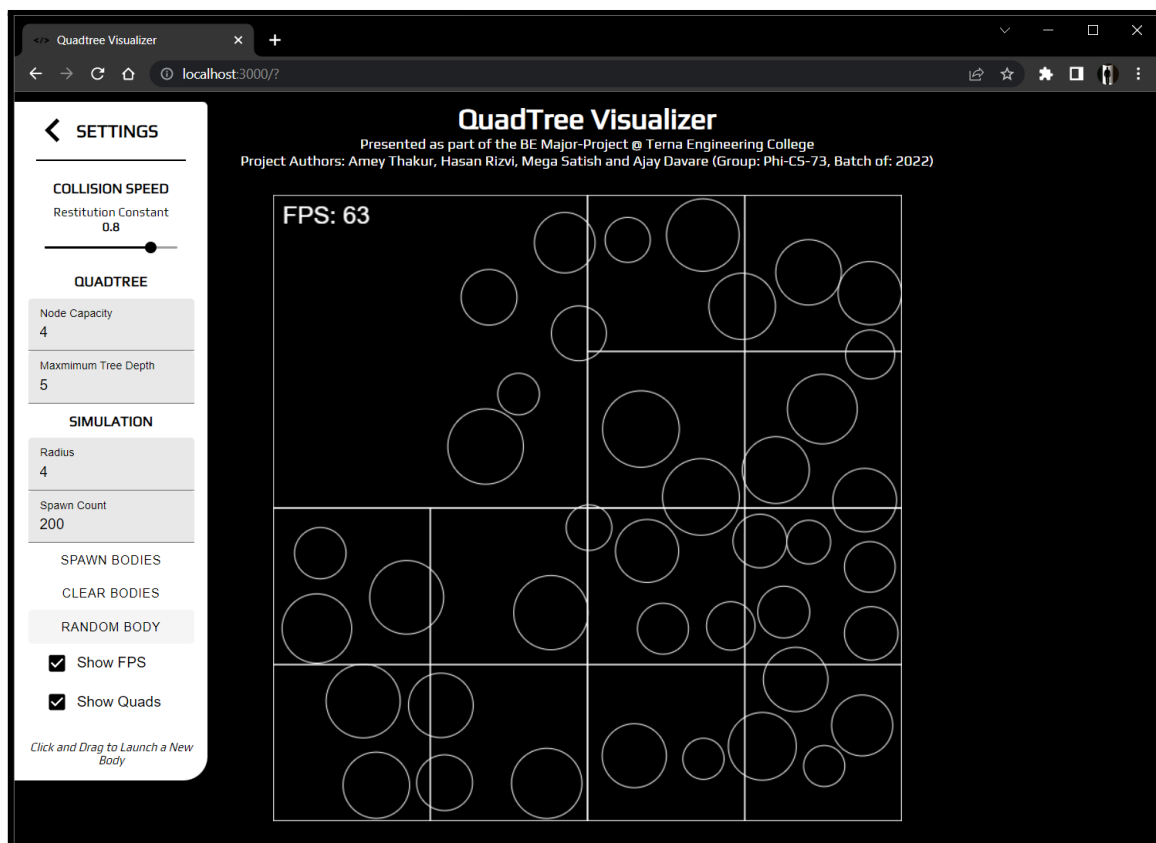 Quadtree Visualizer
localhost:3000/?
SETTINGS
COLLISION SPEED
Restitution Constant
0.8
QUADTREE
Node Capacity
4
Maxmimum Tree Depth
5
SIMULATION
Radius
4
Spawn Count
200
SPAWN BODIES
CLEAR BODIES
RANDOM BODY
Show FPS
Show Quads
Click and Drag to Launch a New
Body
QuadTree Visualizer
Presented as part of the BE Major-Project @ Terna Engineering College
Project Authors: Amey Thakur, Hasan Rizvi, Mega Satish and Ajay Davare (Group: Phi-CS-73, Batch of: 2022)
FPS: 63